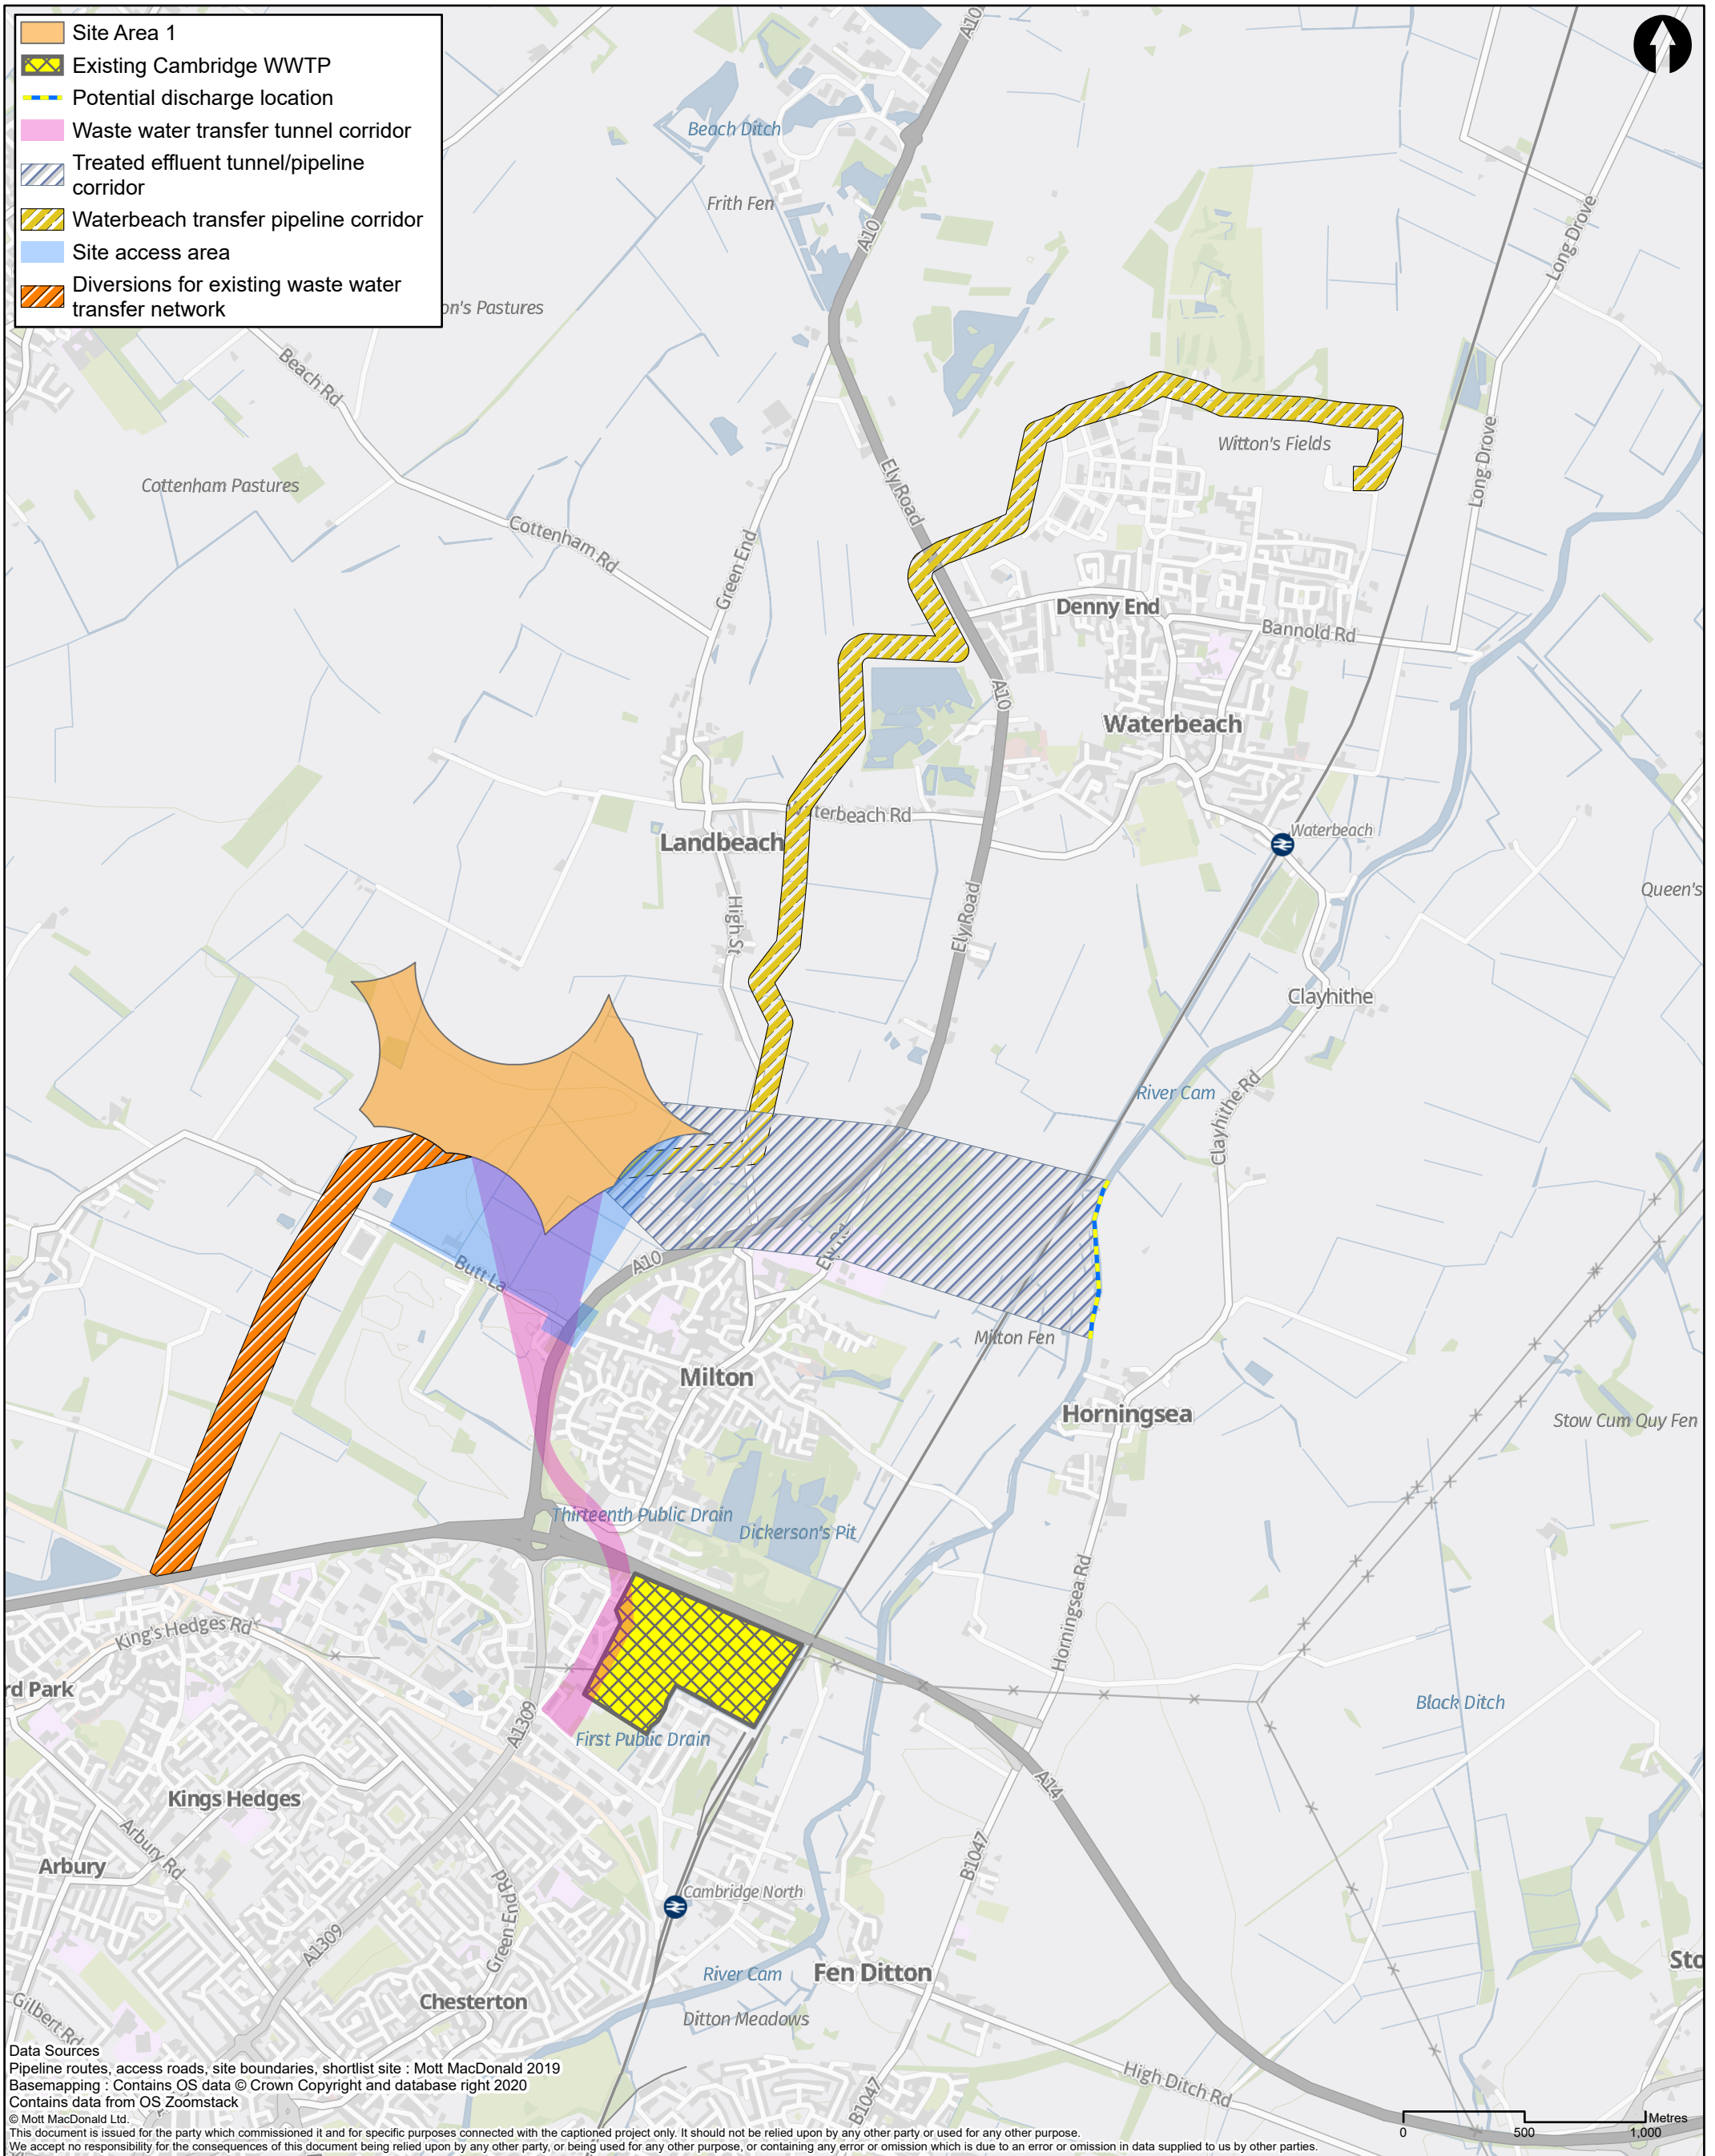 Site Area 1
Existing Cambridge WWTP
Potential discharge location
Waste water transfer tunnel corridor
Treated effluent tunnel/pipeline
corridor
Waterbeach transfer pipeline corridor
Site access area
Diversions for existing waste water
transfer network
A10
Beach Ditch
Frith Fen
A10
Long Drove
on's Pastures
Beach Rd
Witton's Fields
Cottenham Pastures
Ely Road
Long Drove
Cottenham Rd
Green End
Denny End
Bannold Rd
A10
Waterbeach
Waterbeach
Landbeach
terbeach Rd
Queen's
High St
Ely Road
Clayhithe
River Cam
Clayhithe Rd
Butt La
A10
Ely Rd
Milton Fen
Milton
Horningsea
Stow Cum Quy Fen
Thirteenth Public Drain
Dickerson's Pit
Horningsea Rd
King's Hedges Rd
rd Park
A1309
First Public Drain
Black Ditch
Kings Hedges
A14
Arbury Rd
Arbury
B1047
Green End Rd
Cambridge North
A1309
River Cam
Fen Ditton
Sto
Chesterton
Ditton Meadows
Gilbert Rd
High Ditch Rd
B1047
Data Sources
Pipeline routes, access roads, site boundaries, shortlist site : Mott MacDonald 2019
Basemapping : Contains OS data © Crown Copyright and database right 2020
Contains data from OS Zoomstack
© Mott MacDonald Ltd.
This document is issued for the party which commissioned it and for specific purposes connected with the captioned project only. It should not be relied upon by any other party or used for any other purpose.
We accept no responsibility for the consequences of this document being relied upon by any other party, or being used for any other purpose, or containing any error or omission which is due to an error or omission in data supplied to us by other parties.
Metres
0 500 1,000